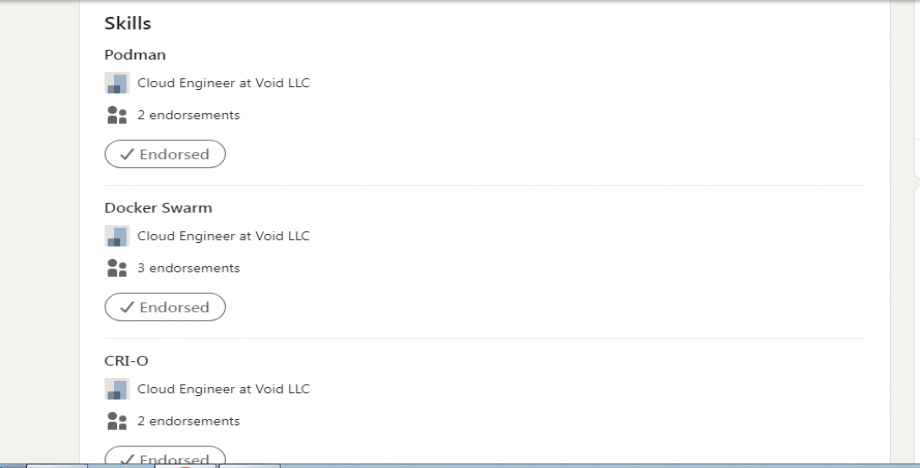 Skills
Podman
Cloud Engineer at Void LLC
2 endorsements
Endorsed
Docker Swarm
Cloud Engineer at Void LLC
3 endorsements
Endorsed
CRI-O
Cloud Engineer at Void LLC
2 endorsements
Endorsed